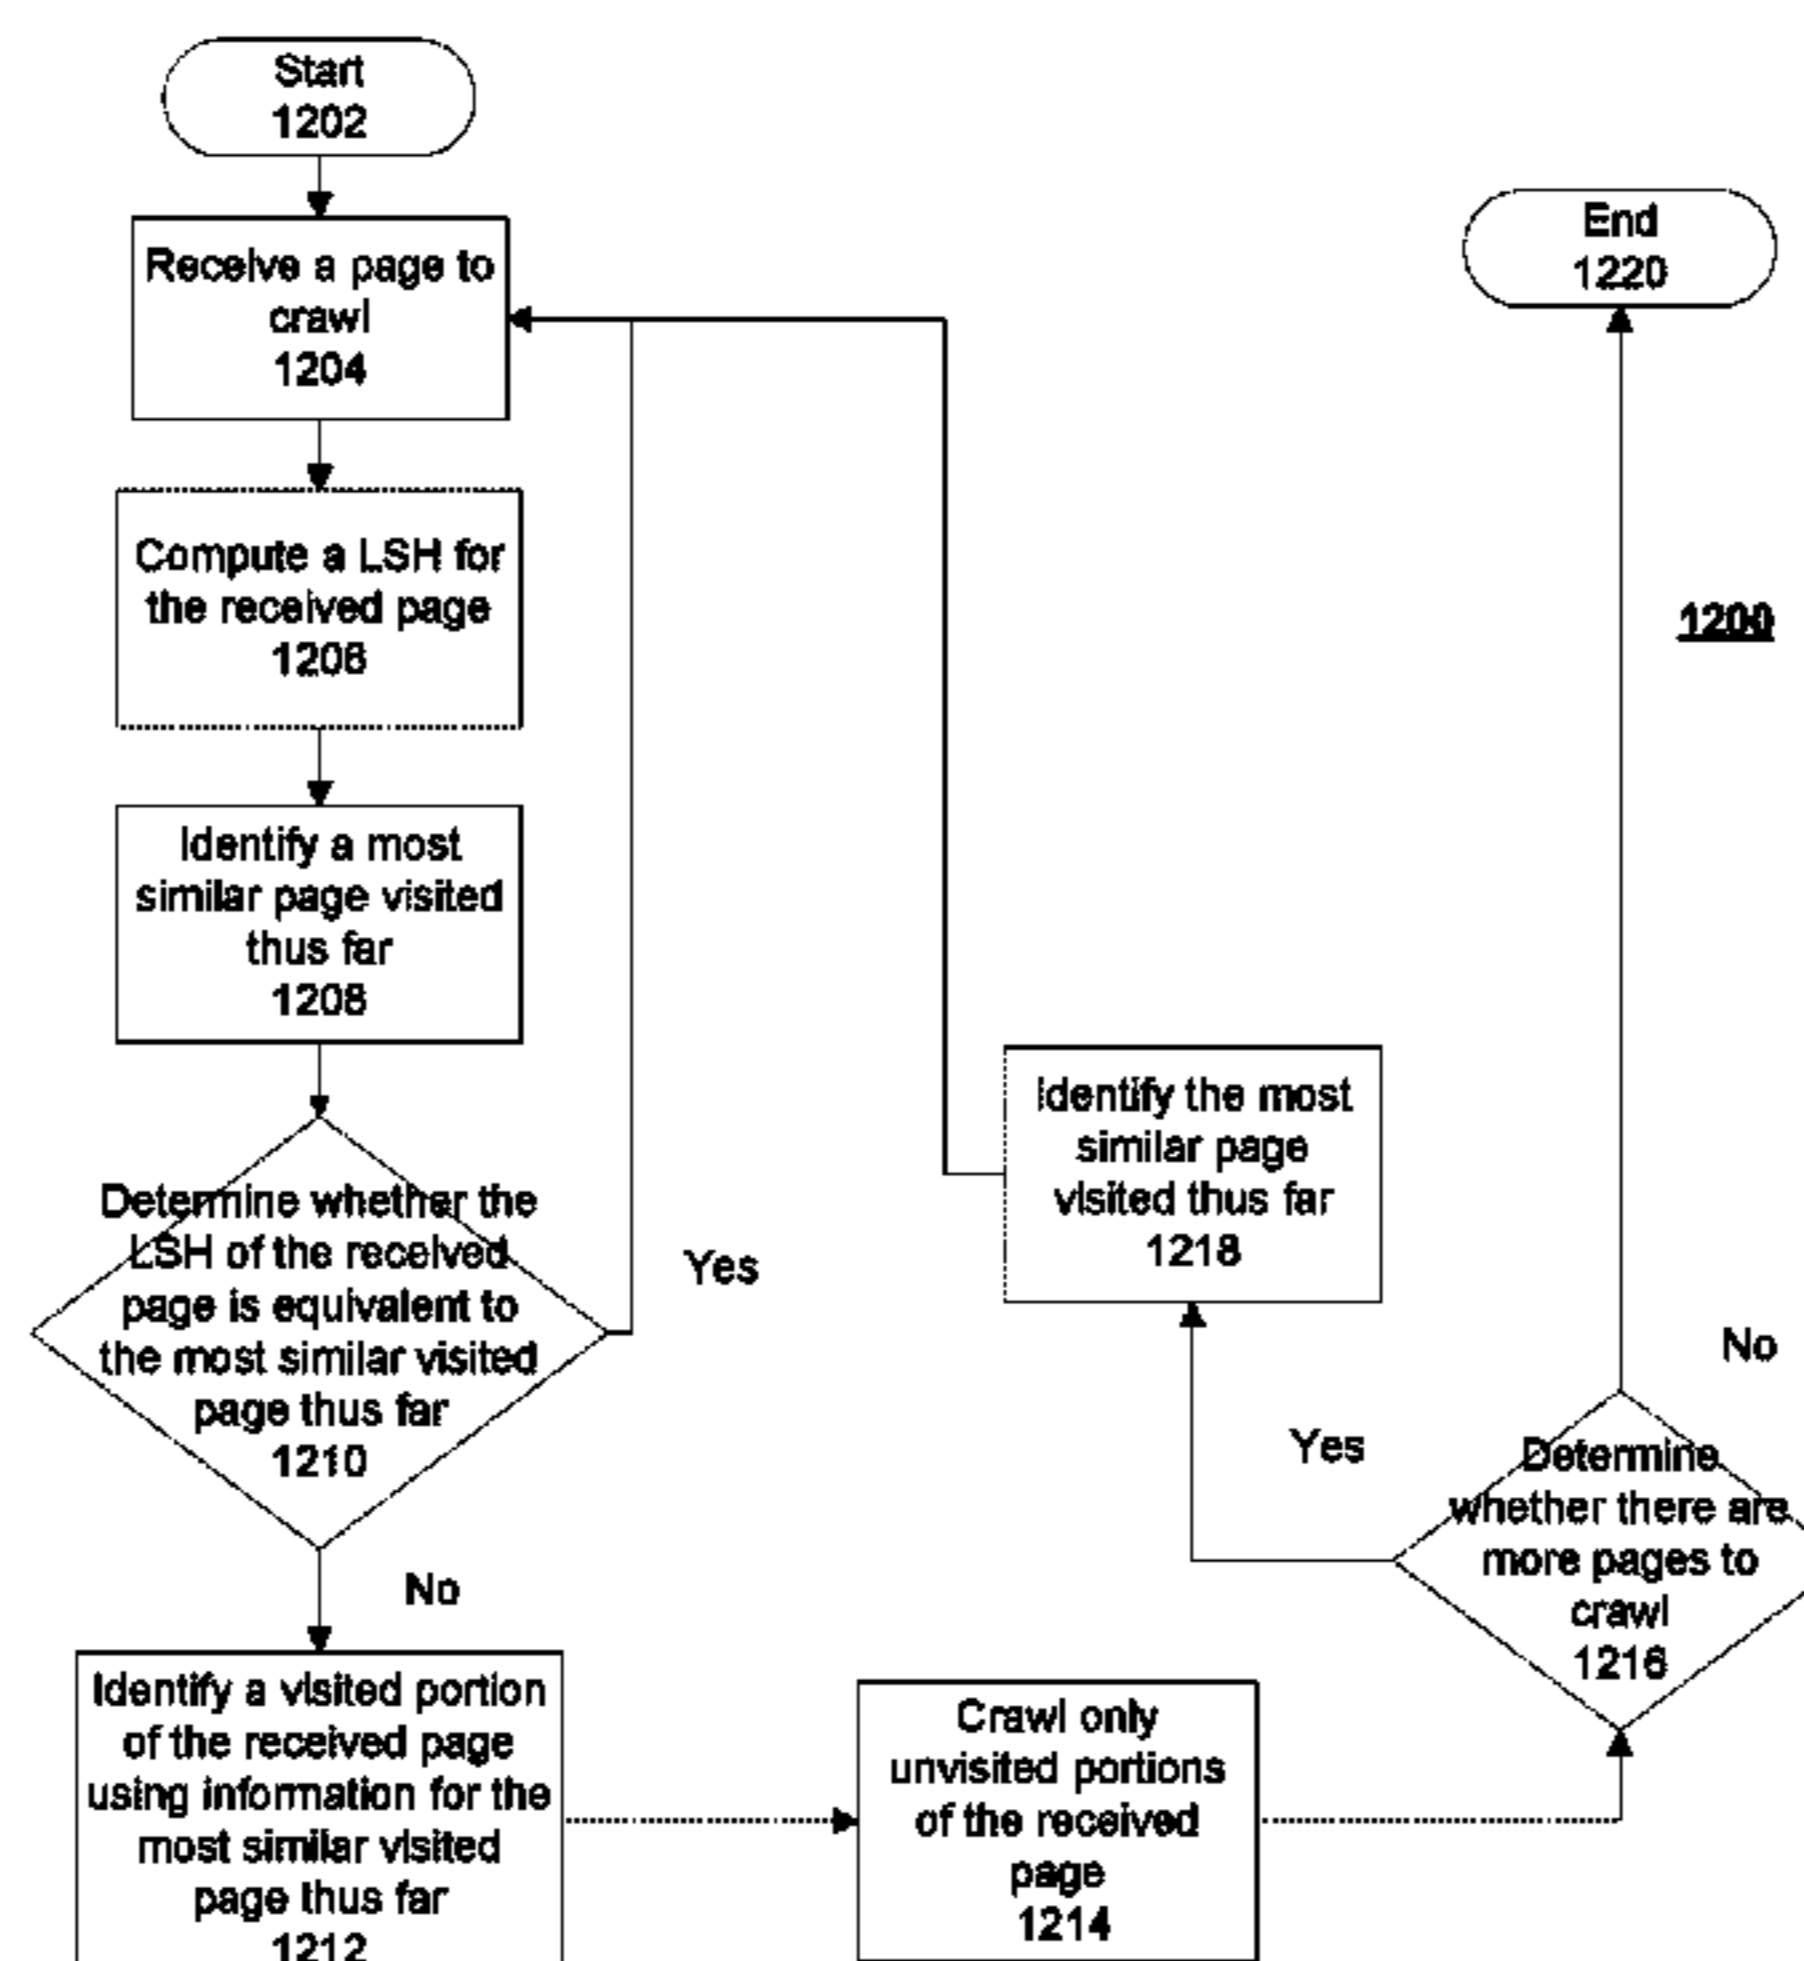 Start
1202
Receive a page to
crawl
1204
Compute a LSH for
the received page
1206
Identify a most
similar page visited
thus far
1208
Determine whether the
LSH of the received
page is equivalent to
the most similar visited
page thus far
1210
Yes
No
Identify a visited portion
of the received page
using information for the
most similar visited
page thus far
1212
Crawl only
unvisited portions
of the received
page
1214
Determine
whether there are
more pages to
crawl
1216
Yes
No
Identify the most
similar page
visited thus far
1218
End
1220
1200